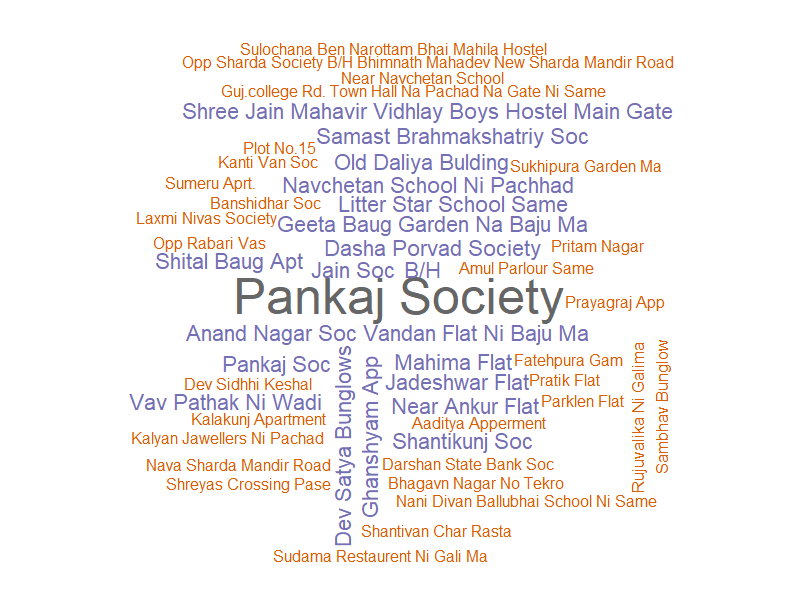 Sulochana Ben Narottam Bhai Mahila Hostel
Opp Sharda Society B/H Bhimnath Mahadev New Sharda Mandir Road
Near Navchetan School
Guj.college Rd. Town Hall Na Pachad Na Gate Ni Same
Shree Jain Mahavir Vidhlay Boys Hostel Main Gate
Samast Brahmakshatriy Soc
Plot No.15
Kanti Van Soc
Old Daliya Bulding
Sukhipura Garden Ma
Sumeru Aprt.
Navchetan School Ni Pachhad
Banshidhar Soc
Litter Star School Same
Laxmi Nivas Society
Geeta Baug Garden Na Baju Ma
Opp Rabari Vas
Dasha Porvad Society
Pritam Nagar
Shital Baug Apt
Jain Soc B/H
Amul Parlour Same
Pankaj Society
Prayagraj App
Anand Nagar Soc Vandan Flat Ni Baju Ma
Pankaj Soc
Mahima Flat
Fatehpura Gam
Dev Sidhhi Keshal
Jadeshwar Flat
Pratik Flat
Vav Pathak Ni Wadi
Near Ankur Flat
Parklen Flat
Kalakunj Apartment
Aaditya Apperment
Kalyan Jawellers Ni Pachad
Shantikunj Soc
Dev Satya Bunglows
Ghanshyam App
Rujuvalika Ni Galima
Sambhav Bunglow
Nava Sharda Mandir Road
Darshan State Bank Soc
Shreyas Crossing Pase
Bhagavn Nagar No Tekro
Nani Divan Ballubhai School Ni Same
Shantivan Char Rasta
Sudama Restaurent Ni Gali Ma